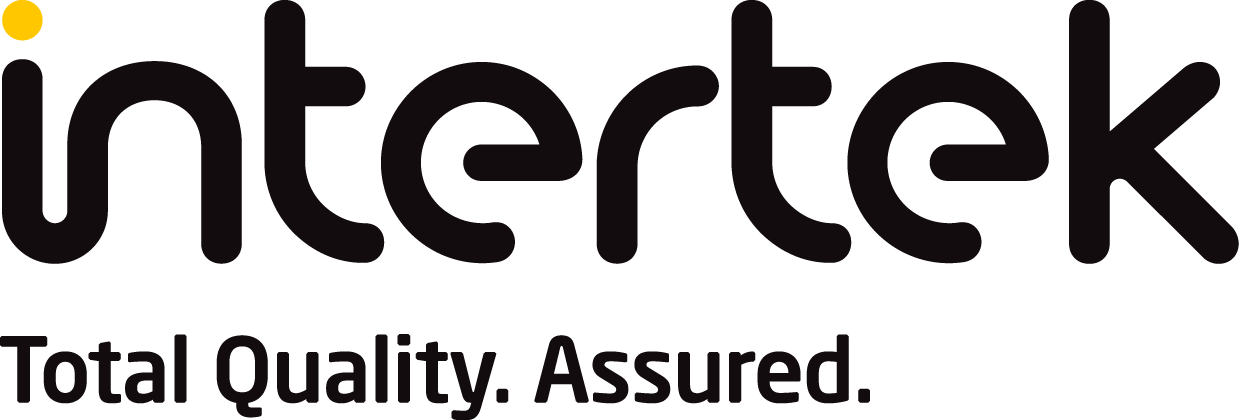 intertek
Total Quality. Assured.